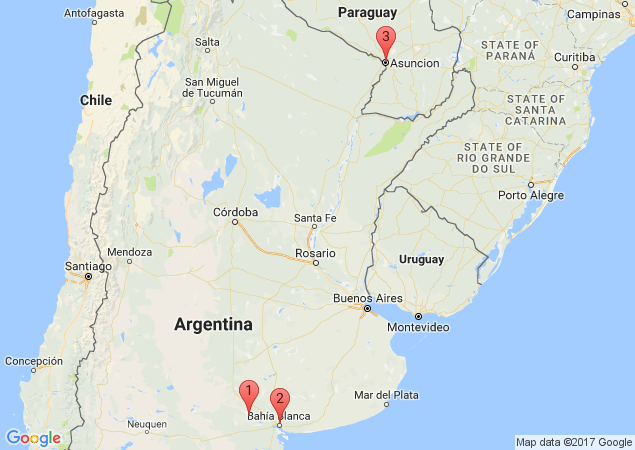 Paraguay
Antofagasta
Campinas
3
Asuncion
STATE OF
PARANÁ
Curitiba
Salta
San Miguel
de Tucumán
Chile
STATE OF
SANTA
CATARINA
STATE OF
RIO GRANDE
DO SUL
Porto Alegre
Córdoba
Santa Fe
Mendoza
Rosario
Uruguay
Santiago
Buenos Aires
Argentina
Montevideo
Concepción
1
2
Mar del Plata
Bahía Blanca
Neuquen
Google
Map data ©2017 Google